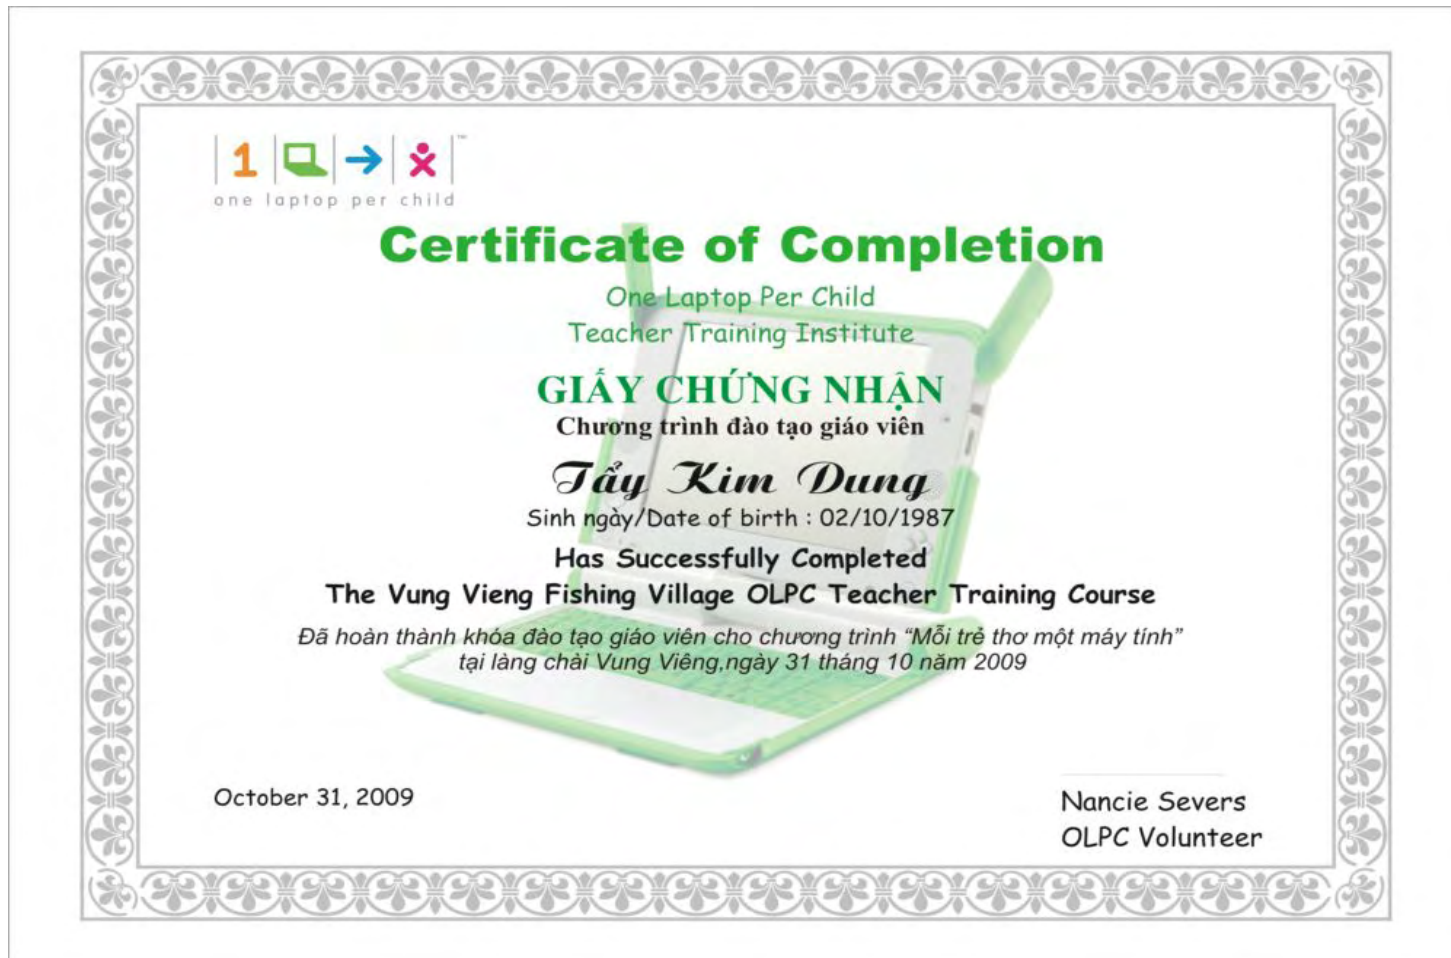 1
™
one laptop per child
Certificate of Completion
One Laptop Per Child
Teacher Training Institute
GIẤY CHỨNG NHẬN
Chương trình đào tạo giáo viên
Tẩy Kim Dung
Sinh ngày/Date of birth : 02/10/1987
Has Successfully Completed
The Vung Vieng Fishing Village OLPC Teacher Training Course
Đã hoàn thành khóa đào tạo giáo viên cho chương trình “Mỗi trẻ thơ một máy tính”
tại làng chài Vung Viêng,ngày 31 tháng 10 năm 2009
October 31, 2009
Nancie Severs
OLPC Volunteer